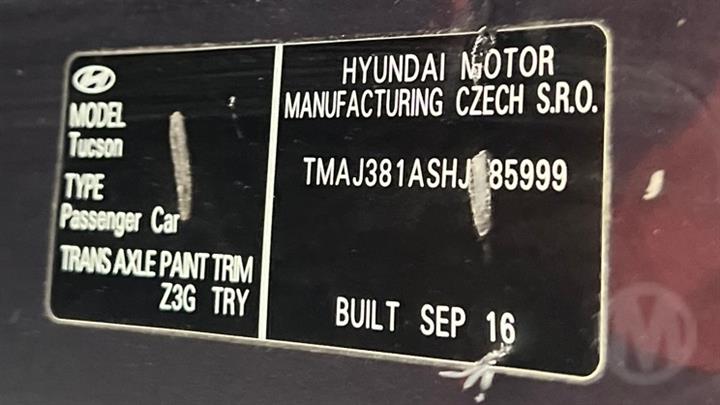 MODEL
Tucson
TYPE
Passenger Car
TRANS AXLE PAINT TRIM
Z3G TRY
HYUNDAI MOTOR
MANUFACTURING CZECH S.R.O.
TMAJ381ASHJ 85999
BUILT SEP 16
M